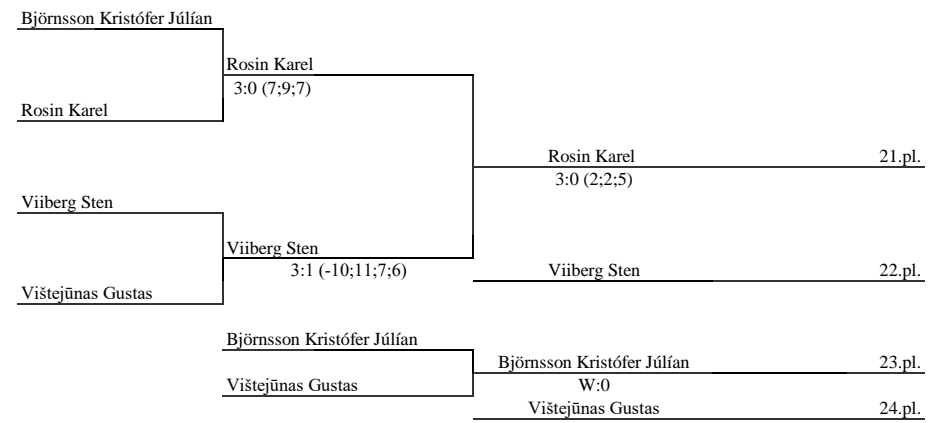 Björnsson Kristófer Júlían
Rosin Karel
3:0 (7;9;7)
Rosin Karel
Rosin Karel 21.pl.
3:0 (2;2;5)
Viiberg Sten
Viiberg Sten
3:1 (-10;11;7;6)
Viiberg Sten 22.pl.
Vištejūnas Gustas
Björnsson Kristófer Júlían
Björnsson Kristófer Júlían 23.pl.
Vištejūnas Gustas
W:0
Vištejūnas Gustas 24.pl.